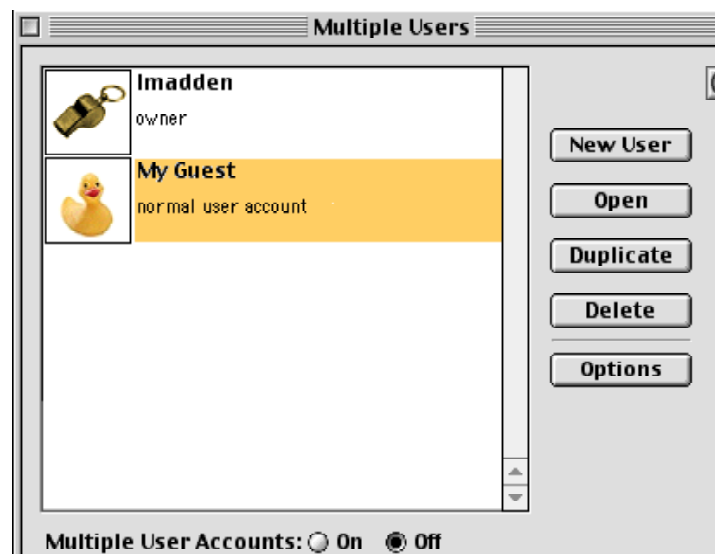 Multiple Users
lmadden
owner
My Guest
normal user account
New User
Open
Duplicate
Delete
Options
Multiple User Accounts: On Off